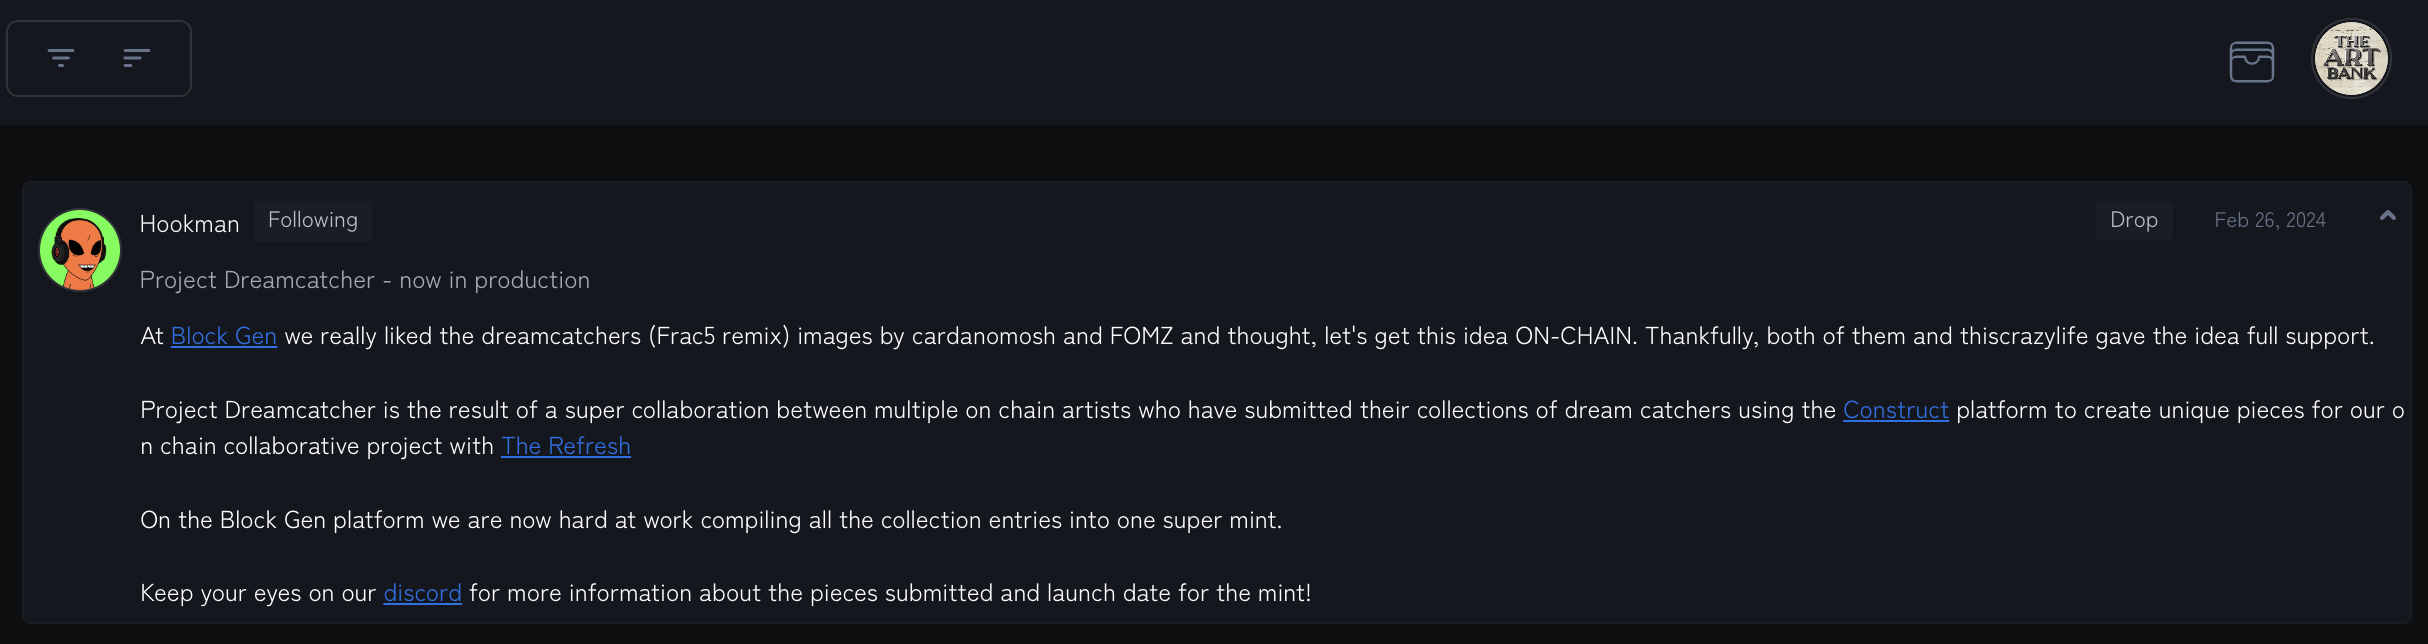 THE
ART
BANK
Hookman Following Drop Feb 26, 2024
Project Dreamcatcher - now in production
At Block Gen we really liked the dreamcatchers (Frac5 remix) images by cardanomosh and FOMZ and thought, let's get this idea ON-CHAIN. Thankfully, both of them and thiscrazylife gave the idea full support.
Project Dreamcatcher is the result of a super collaboration between multiple on chain artists who have submitted their collections of dream catchers using the Construct platform to create unique pieces for our o
n chain collaborative project with The Refresh
On the Block Gen platform we are now hard at work compiling all the collection entries into one super mint.
Keep your eyes on our discord for more information about the pieces submitted and launch date for the mint!